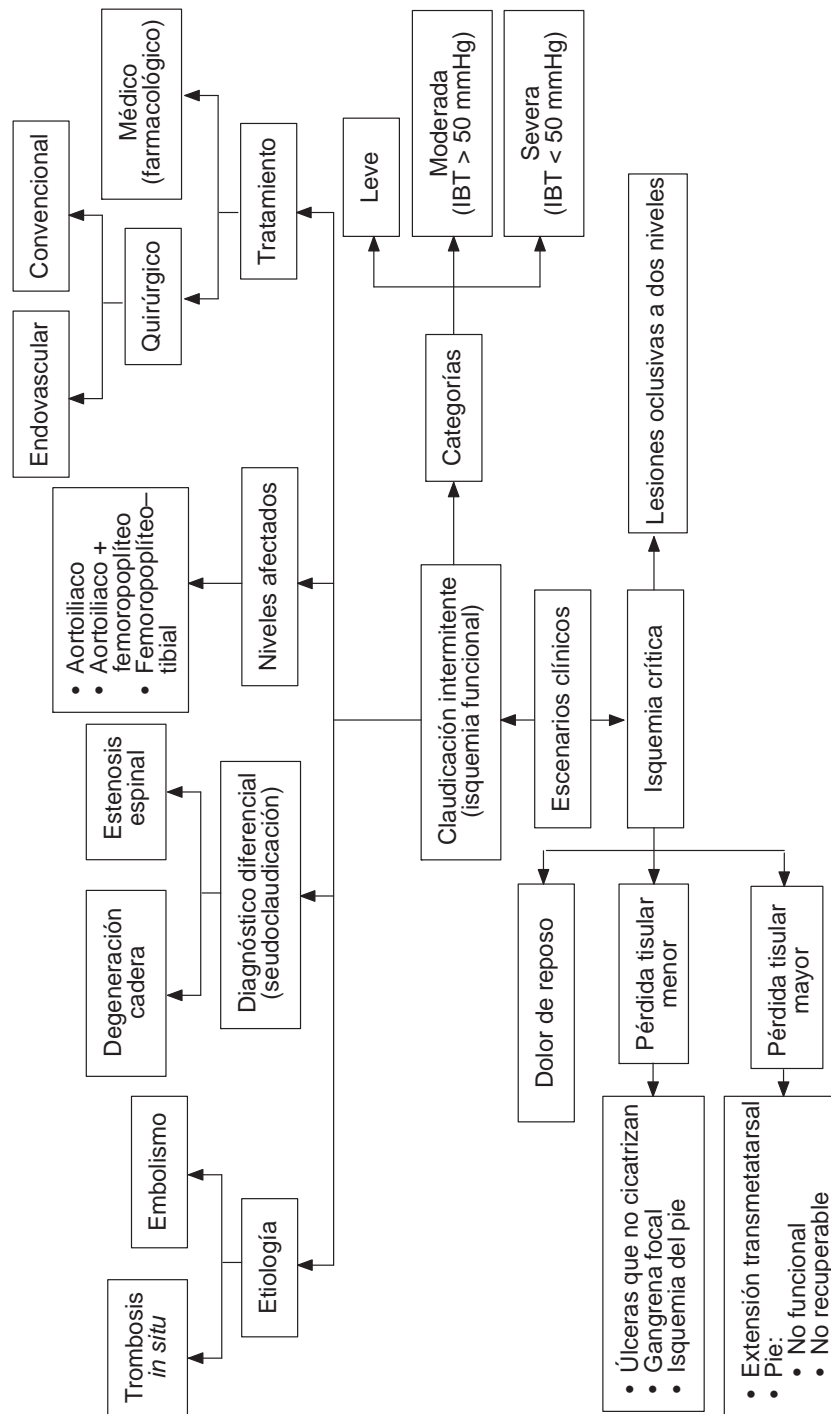 Trombosis
in situ
Embolismo
Etiología
Degeneración
cadera
Estenosis
espinal
Diagnóstico diferencial
(seudoclaudicación)
• Aortoiliaco
• Aortoiliaco +
femoropoplíteo
• Femoropoplíteo–
tibial
Niveles afectados
Endovascular
Convencional
Quirúrgico
Médico
(farmacológico)
Tratamiento
Claudicación intermitente
(isquemia funcional)
Categorías
Leve
Moderada
(IBT > 50 mmHg)
Severa
(IBT < 50 mmHg)
Escenarios clínicos
Isquemia crítica
Lesiones oclusivas a dos niveles
Dolor de reposo
Pérdida tisular
menor
• Úlceras que no cicatrizan
• Gangrena focal
• Isquemia del pie
Pérdida tisular
mayor
• Extensión transmetatarsal
• Pie:
• No funcional
• No recuperable